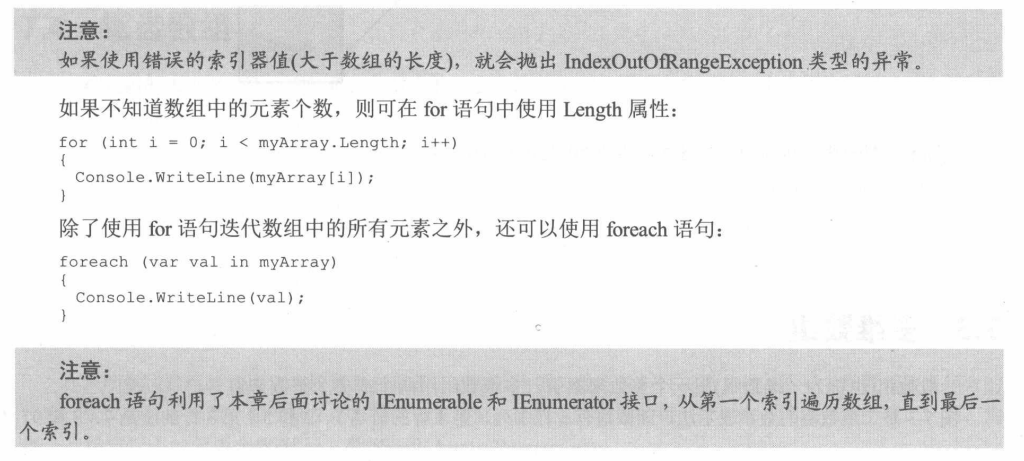 注意：
如果使用错误的索引器值(大于数组的长度)，就会抛出 IndexOutOfRangeException 类型的异常。
如果不知道数组中的元素个数，则可在 for 语句中使用 Length 属性：
for (int i = 0; i < myArray.Length; i++)
{
  Console.WriteLine(myArray[i]);
}
除了使用 for 语句迭代数组中的所有元素之外，还可以使用 foreach 语句：
foreach (var val in myArray)
{
  Console.WriteLine(val);
}
注意：
foreach 语句利用了本章后面讨论的 IEnumerable 和 IEnumerator 接口，从第一个索引遍历数组，直到最后一
个索引。